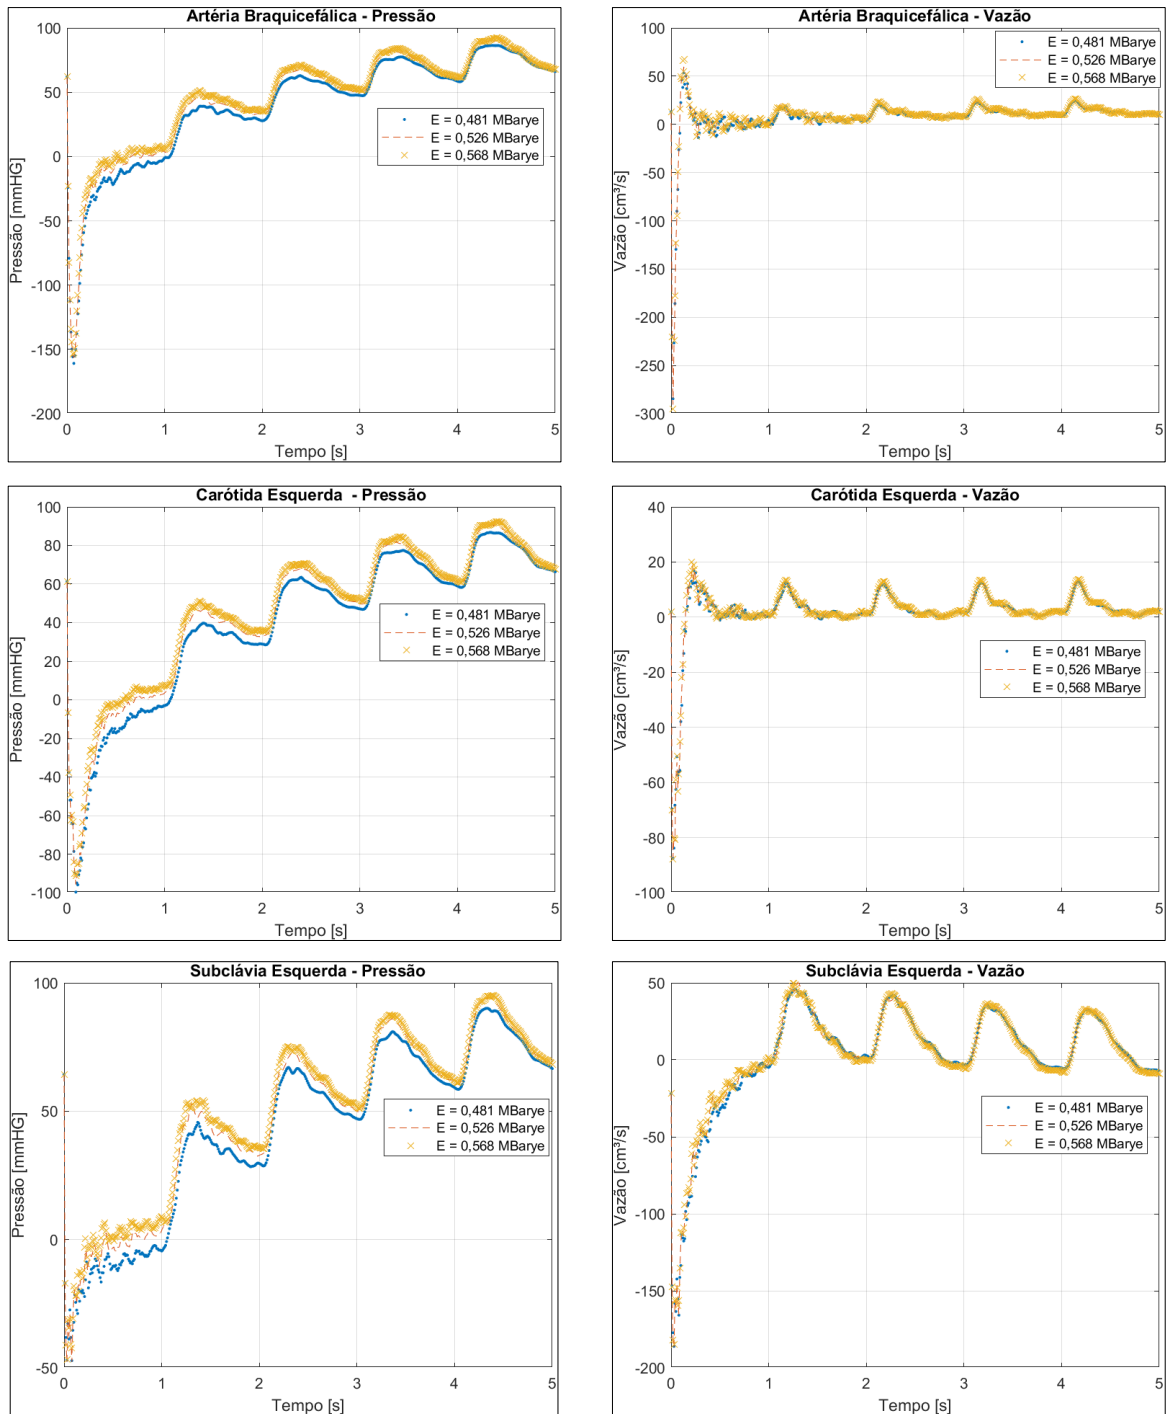 Artéria Braquicefálica - Pressão
100
50
0
-50
-100
-150
-200
Pressão [mmHG]
E = 0,481 MBarye
E = 0,526 MBarye
E = 0,568 MBarye
0 1 2 3 4 5
Tempo [s]
Artéria Braquicefálica - Vazão
100
50
0
-50
-100
-150
-200
-250
-300
Vazão [cm³/s]
E = 0,481 MBarye
E = 0,526 MBarye
E = 0,568 MBarye
0 1 2 3 4 5
Tempo [s]
Carótida Esquerda - Pressão
100
80
60
40
20
0
-20
-40
-60
-80
-100
Pressão [mmHG]
E = 0,481 MBarye
E = 0,526 MBarye
E = 0,568 MBarye
0 1 2 3 4 5
Tempo [s]
Carótida Esquerda - Vazão
40
20
0
-20
-40
-60
-80
-100
Vazão [cm³/s]
E = 0,481 MBarye
E = 0,526 MBarye
E = 0,568 MBarye
0 1 2 3 4 5
Tempo [s]
Subclávia Esquerda - Pressão
100
50
0
-50
Pressão [mmHG]
E = 0,481 MBarye
E = 0,526 MBarye
E = 0,568 MBarye
0 1 2 3 4 5
Tempo [s]
Subclávia Esquerda - Vazão
50
0
-50
-100
-150
-200
Vazão [cm³/s]
E = 0,481 MBarye
E = 0,526 MBarye
E = 0,568 MBarye
0 1 2 3 4 5
Tempo [s]